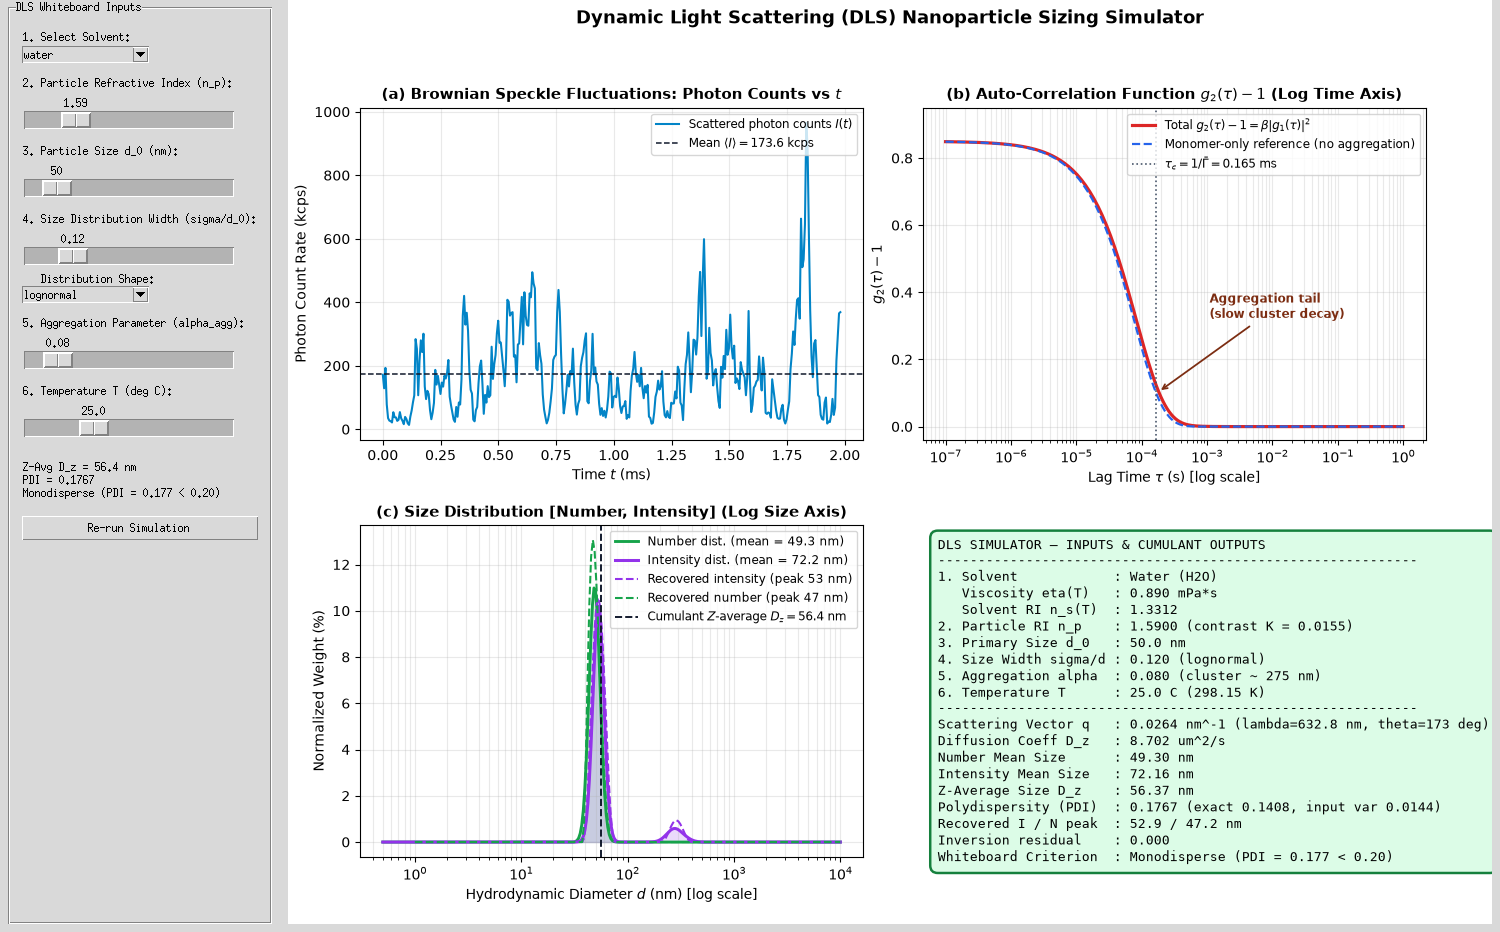 DLS Whiteboard Inputs
1. Select Solvent:
water
2. Particle Refractive Index (n_p):
1.59
3. Particle Size d_0 (nm):
50
4. Size Distribution Width (sigma/d_0):
0.12
Distribution Shape:
lognormal
5. Aggregation Parameter (alpha_agg):
0.08
6. Temperature T (deg C):
25.0
Z-Avg D_z = 56.4 nm
PDI = 0.1767
Monodisperse (PDI = 0.177 < 0.20)
Re-run Simulation
Dynamic Light Scattering (DLS) Nanoparticle Sizing Simulator
(a) Brownian Speckle Fluctuations: Photon Counts vs t
Photon Count Rate (kcps)
1000
800
600
400
200
0
Scattered photon counts I(t)
Mean ⟨I⟩ = 173.6 kcps
0.00 0.25 0.50 0.75 1.00 1.25 1.50 1.75 2.00
Time t (ms)
(b) Auto-Correlation Function g₂(τ) − 1 (Log Time Axis)
g₂(τ) − 1
0.8
0.6
0.4
0.2
0.0
Total g₂(τ) − 1 = β|g₁(τ)|²
Monomer-only reference (no aggregation)
τ_c = 1/Γ̄ = 0.165 ms
Aggregation tail
(slow cluster decay)
10⁻⁷ 10⁻⁶ 10⁻⁵ 10⁻⁴ 10⁻³ 10⁻² 10⁻¹ 10⁰
Lag Time τ (s) [log scale]
(c) Size Distribution [Number, Intensity] (Log Size Axis)
Normalized Weight (%)
12
10
8
6
4
2
0
Number dist. (mean = 49.3 nm)
Intensity dist. (mean = 72.2 nm)
Recovered intensity (peak 53 nm)
Recovered number (peak 47 nm)
Cumulant Z-average D_z = 56.4 nm
10⁰ 10¹ 10² 10³ 10⁴
Hydrodynamic Diameter d (nm) [log scale]
DLS SIMULATOR — INPUTS & CUMULANT OUTPUTS
------------------------------------------------------------
1. Solvent : Water (H2O)
Viscosity eta(T) : 0.890 mPa*s
Solvent RI n_s(T) : 1.3312
2. Particle RI n_p : 1.5900 (contrast K = 0.0155)
3. Primary Size d_0 : 50.0 nm
4. Size Width sigma/d : 0.120 (lognormal)
5. Aggregation alpha : 0.080 (cluster ~ 275 nm)
6. Temperature T : 25.0 C (298.15 K)
------------------------------------------------------------
Scattering Vector q : 0.0264 nm^-1 (lambda=632.8 nm, theta=173 deg)
Diffusion Coeff D_z : 8.702 um^2/s
Number Mean Size : 49.30 nm
Intensity Mean Size : 72.16 nm
Z-Average Size D_z : 56.37 nm
Polydispersity (PDI) : 0.1767 (exact 0.1408, input var 0.0144)
Recovered I / N peak : 52.9 / 47.2 nm
Inversion residual : 0.000
Whiteboard Criterion : Monodisperse (PDI = 0.177 < 0.20)